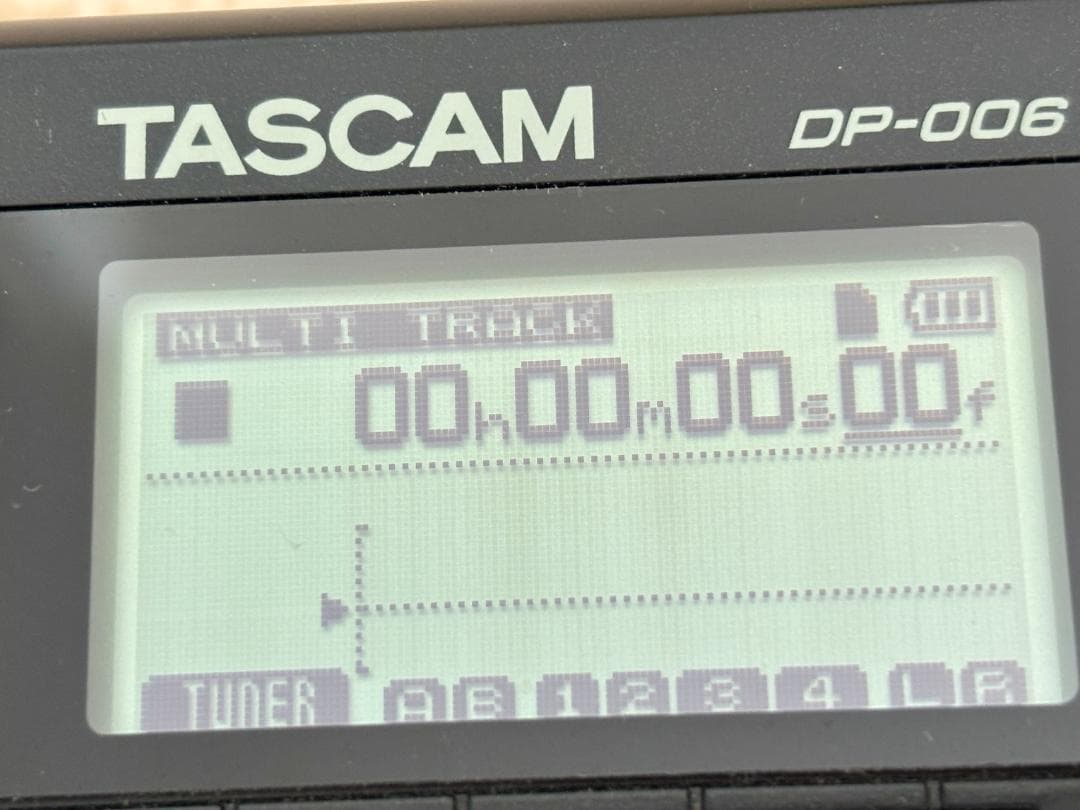 TASCAM DP-006
MULTI TRACK
00h00m00s00f
TUNER A B 1 2 3 4 L R